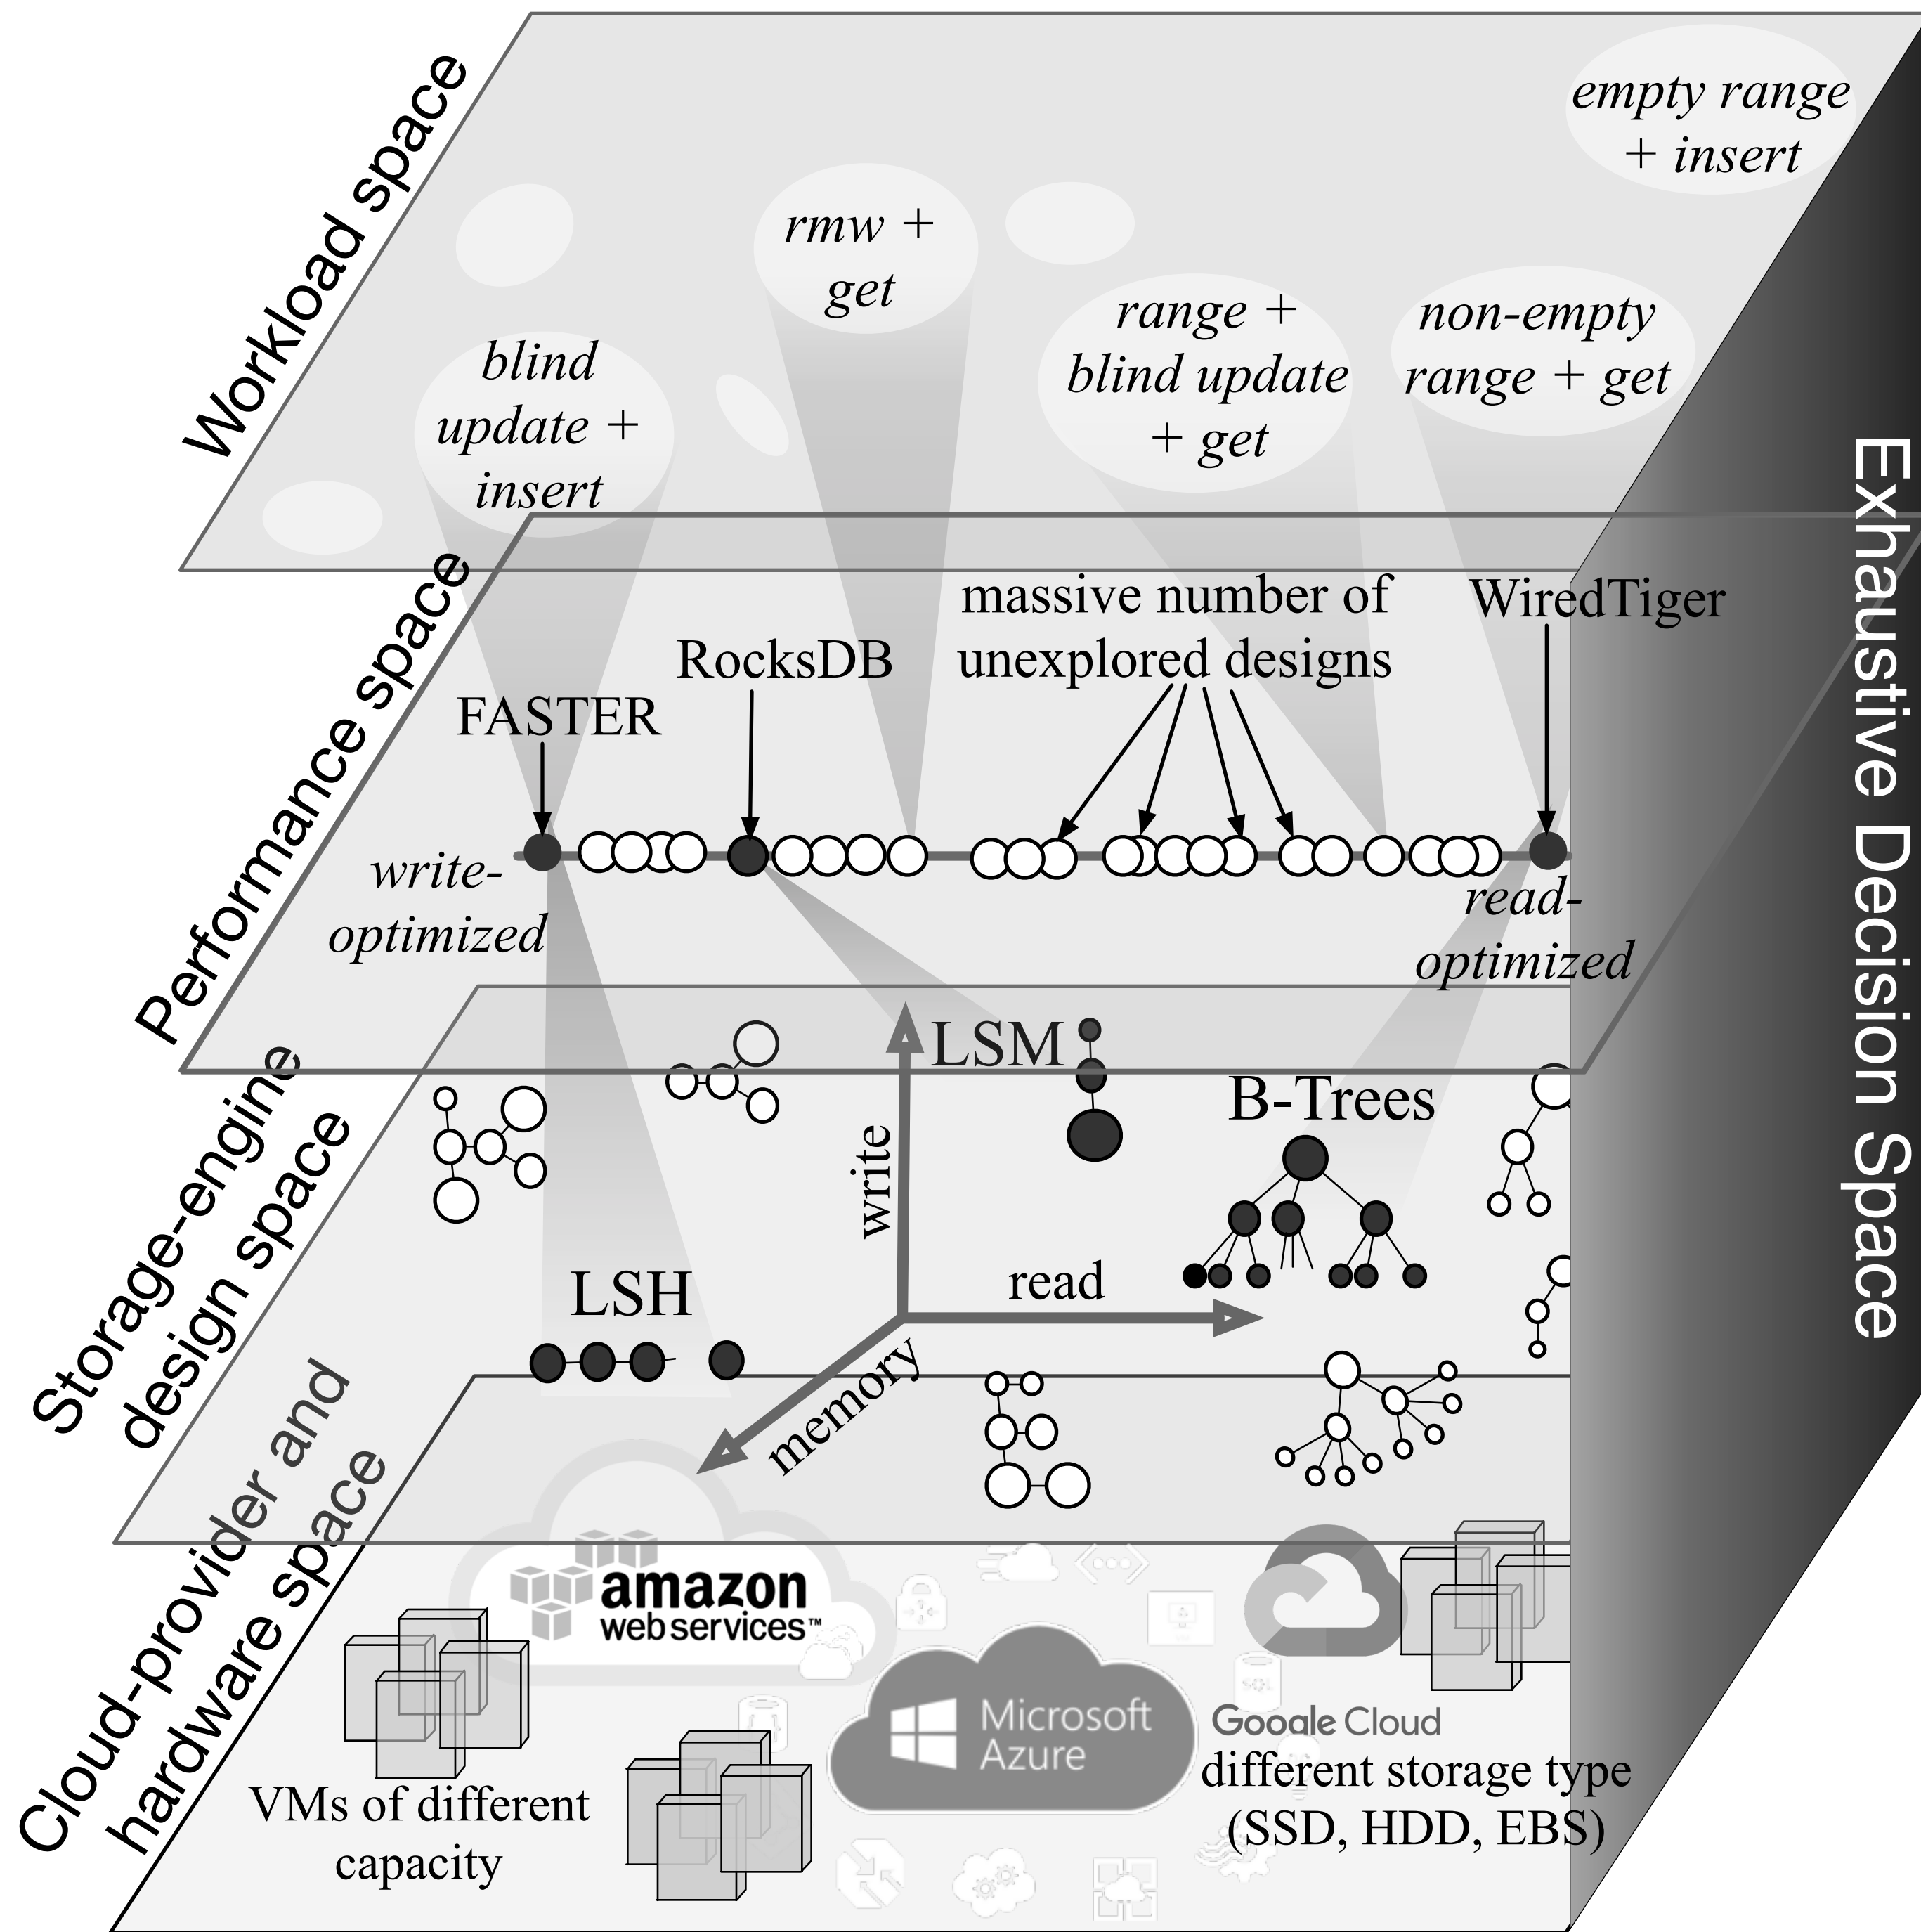 Workload space
empty range
+ insert
rmw +
get
range +
blind update
+ get
non-empty
range + get
blind
update +
insert
Performance space
massive number of
unexplored designs
WiredTiger
RocksDB
FASTER
write-
optimized
read-
optimized
Storage-engine
design space
LSM
B-Trees
write
read
LSH
memory
Cloud-provider and
hardware space
amazon
web services™
Microsoft
Azure
SQL
Google Cloud
different storage type
(SSD, HDD, EBS)
VMs of different
capacity
Exhaustive Decision Space